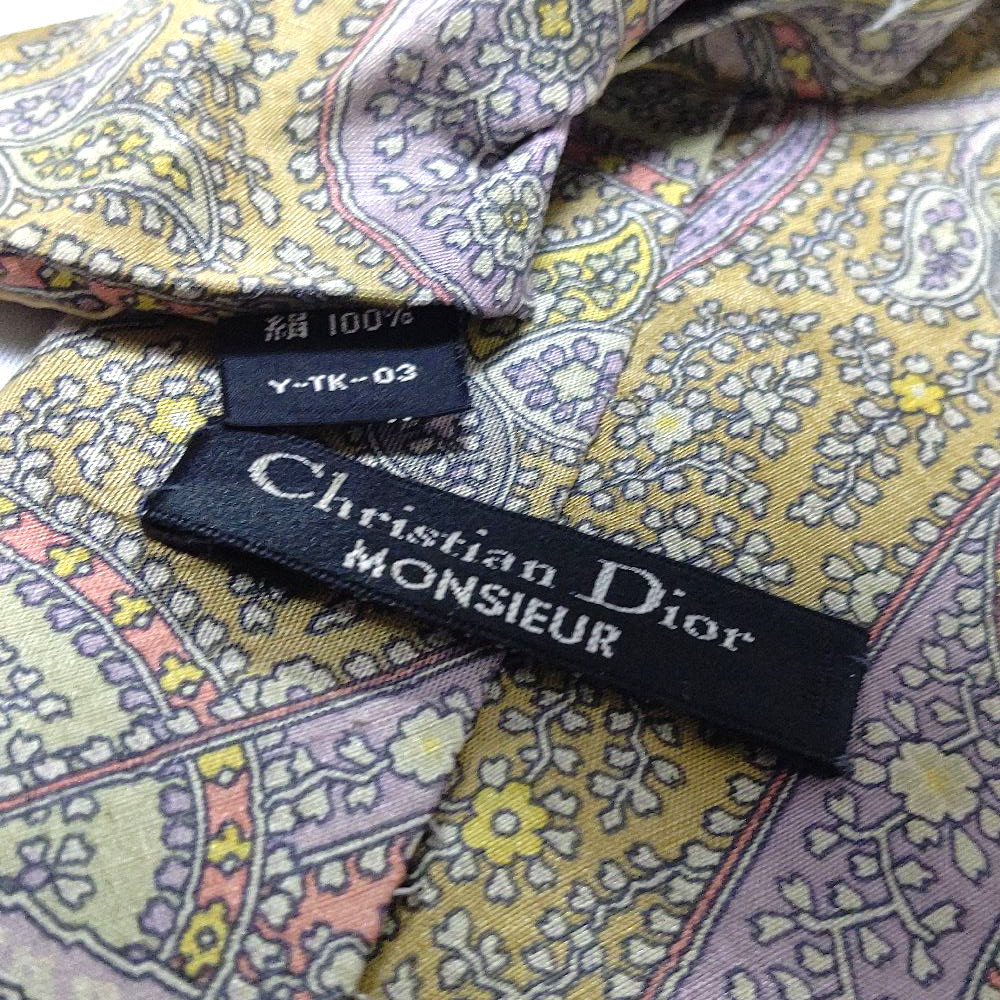 絹 100%
Y-TK-03
Christian Dior
MONSIEUR